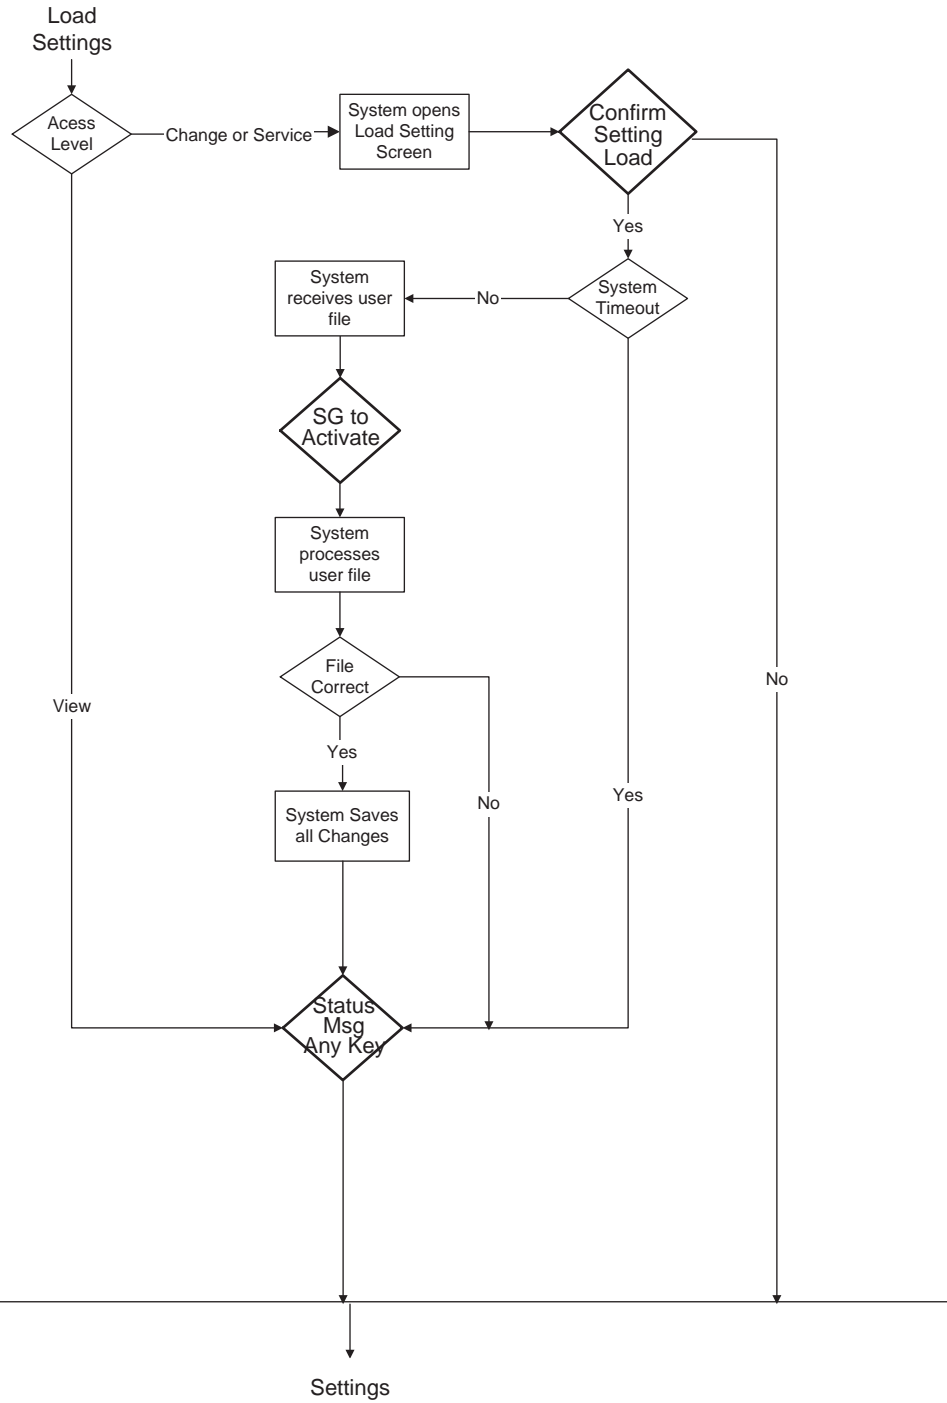 Load
Settings
Acess
Level
Change or Service
System opens
Load Setting
Screen
Confirm
Setting
Load
Yes
System
Timeout
No
System
receives user
file
SG to
Activate
System
processes
user file
File
Correct
No
View
Yes
No
Yes
System Saves
all Changes
Status
Msg
Any Key
Settings